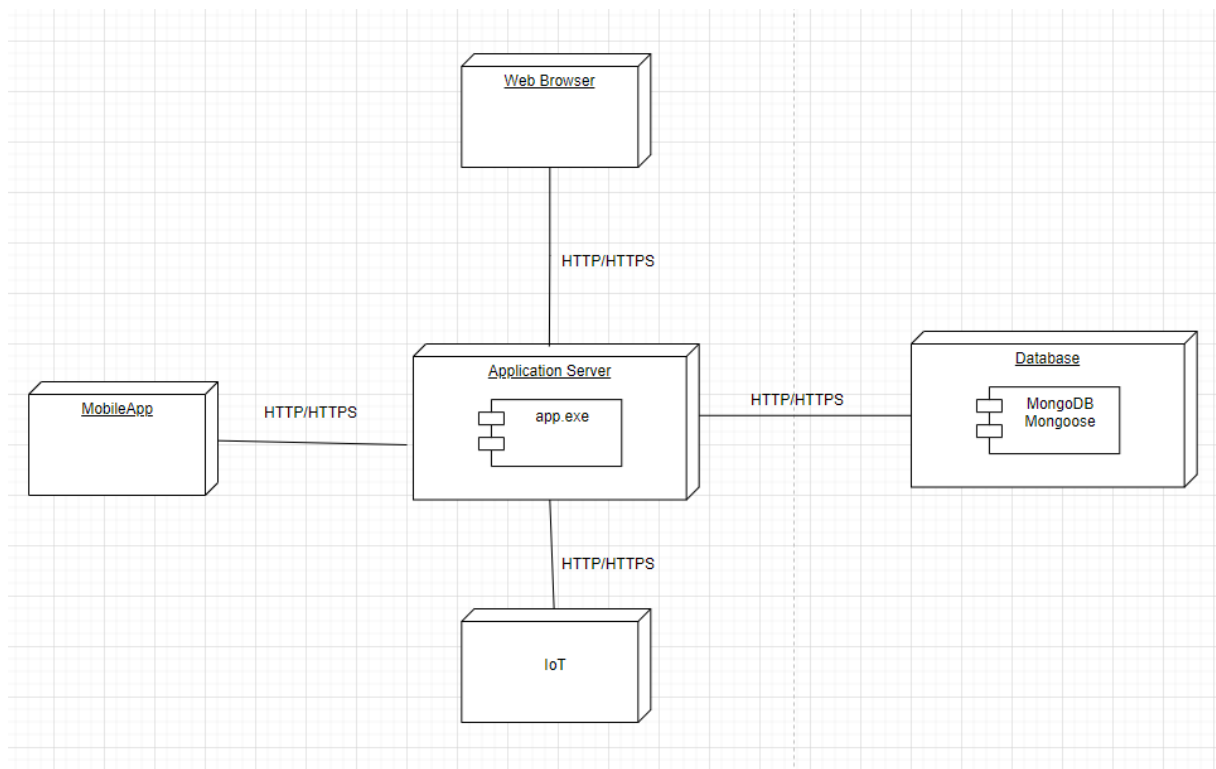 Web Browser
HTTP/HTTPS
Application Server
app.exe
Database
MongoDB
Mongoose
MobileApp
HTTP/HTTPS
HTTP/HTTPS
HTTP/HTTPS
IoT